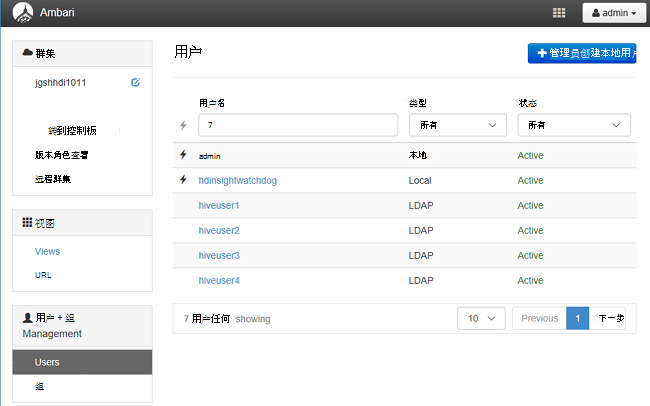 Ambari
admin
群集
jgshhdi1011
转到控制板
版本角色查看
远程群集
视图
Views
URL
用户 + 组
Management
Users
组
用户
管理员创建本地用户
用户名 类型 状态
7 所有 所有
admin 本地 Active
hdinsightwatchdog Local Active
hiveuser1 LDAP Active
hiveuser2 LDAP Active
hiveuser3 LDAP Active
hiveuser4 LDAP Active
7 用户任何 showing 10 Previous 1 下一步